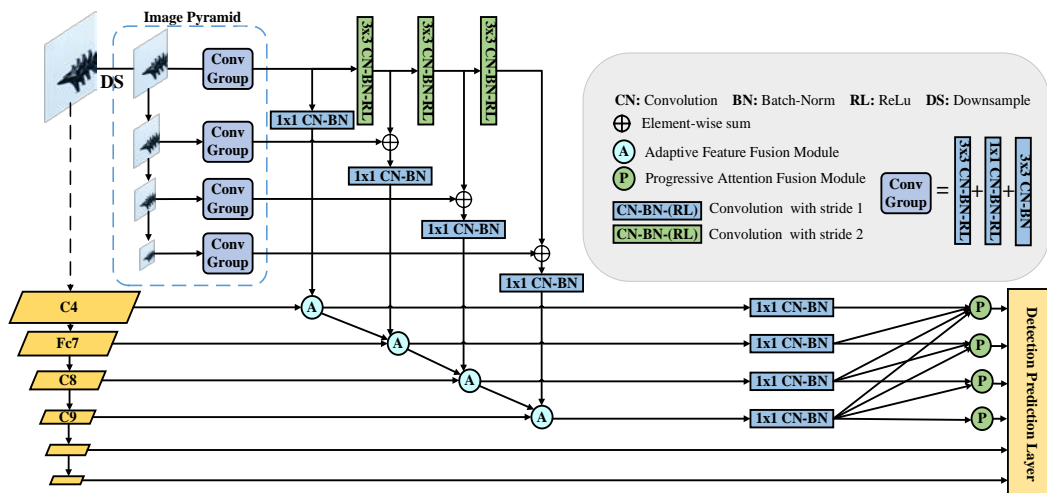 Image Pyramid
DS
Conv
Group
3x3 CN-BN-RL
3x3 CN-BN-RL
3x3 CN-BN-RL
1x1 CN-BN
Conv
Group
1x1 CN-BN
Conv
Group
1x1 CN-BN
Conv
Group
1x1 CN-BN
CN: Convolution BN: Batch-Norm RL: ReLu DS: Downsample
Element-wise sum
A Adaptive Feature Fusion Module
P Progressive Attention Fusion Module
CN-BN-(RL) Convolution with stride 1
CN-BN-(RL) Convolution with stride 2
Conv
Group
=
3x3 CN-BN-RL
+
1x1 CN-BN-RL
+
3x3 CN-BN
C4
A
1x1 CN-BN
P
Fc7
A
1x1 CN-BN
P
C8
A
1x1 CN-BN
P
C9
A
1x1 CN-BN
P
Detection Prediction Layer